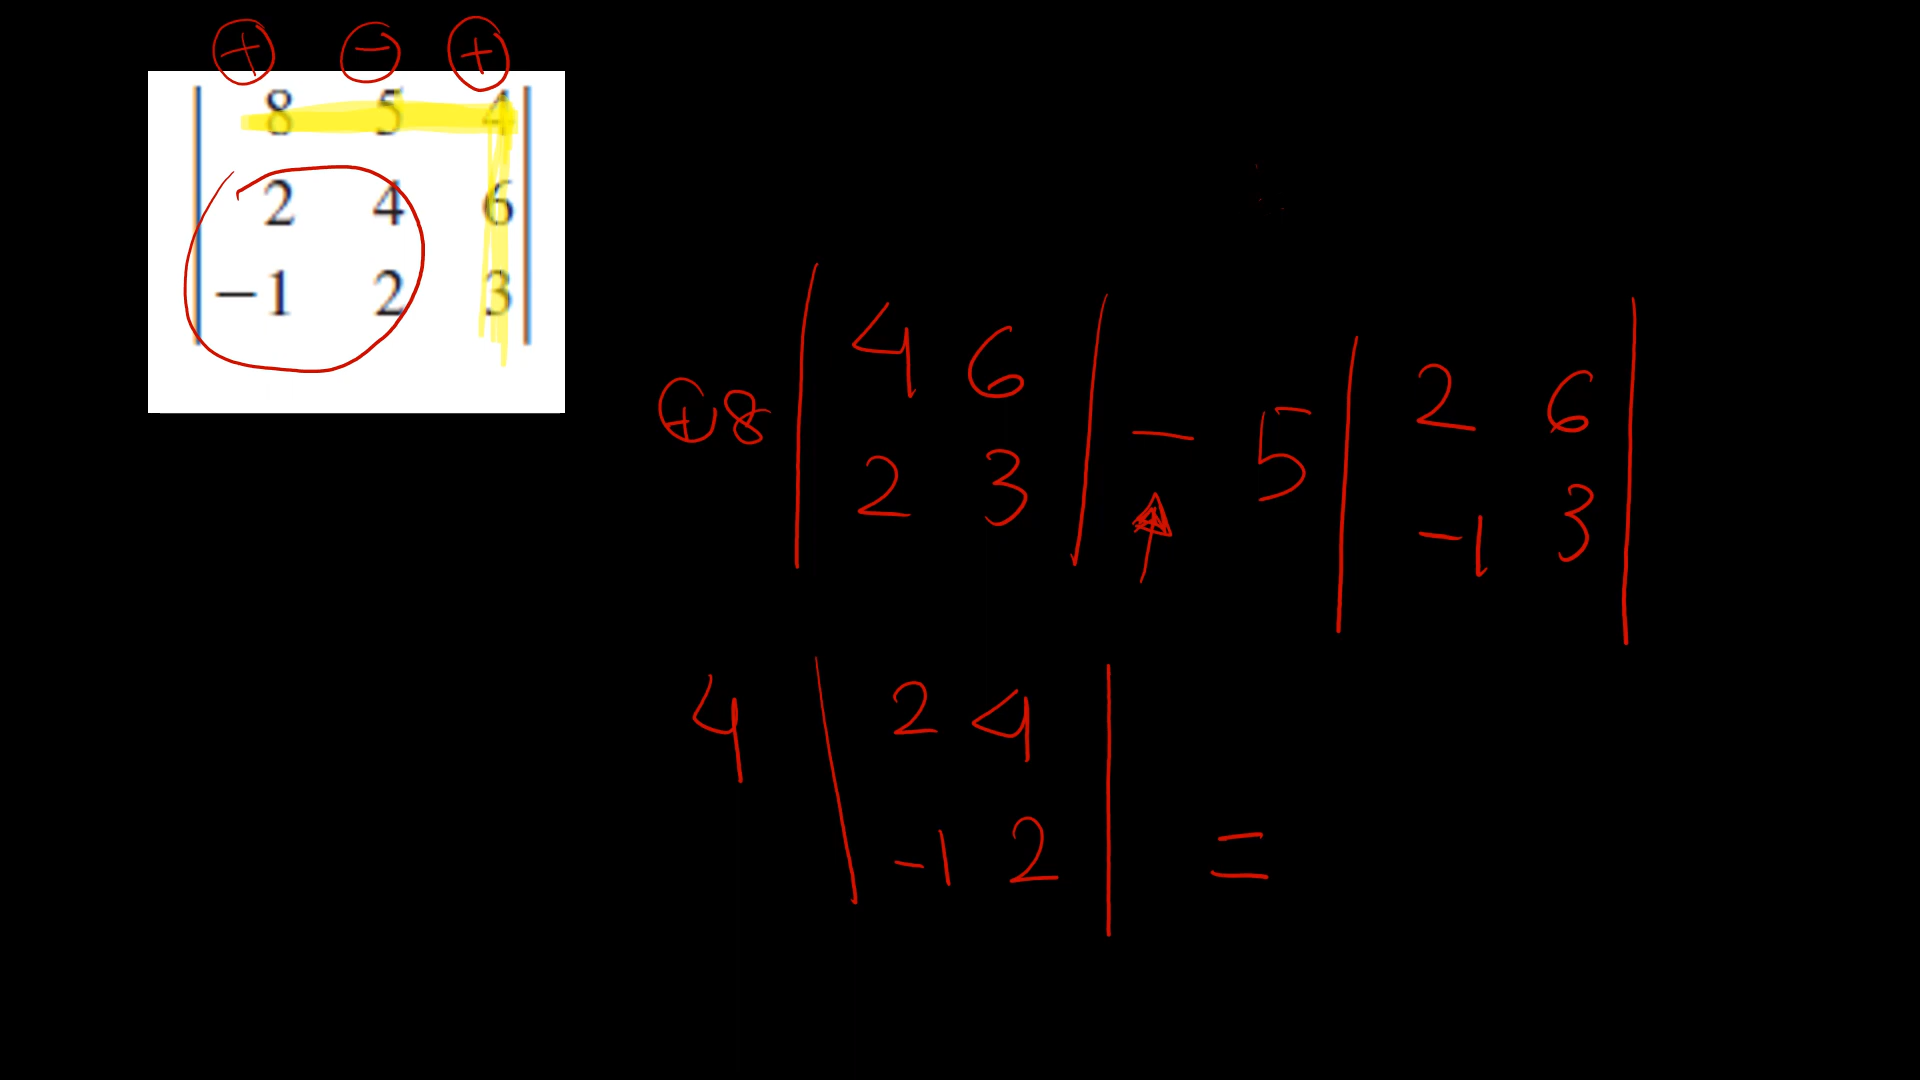 + − +
8 5 4
2 4 6
−1 2 3
+8 | 4 6 | − 5 | 2 6 |
| 2 3 | | -1 3 |
4 | 2 4 |
| -1 2 | =